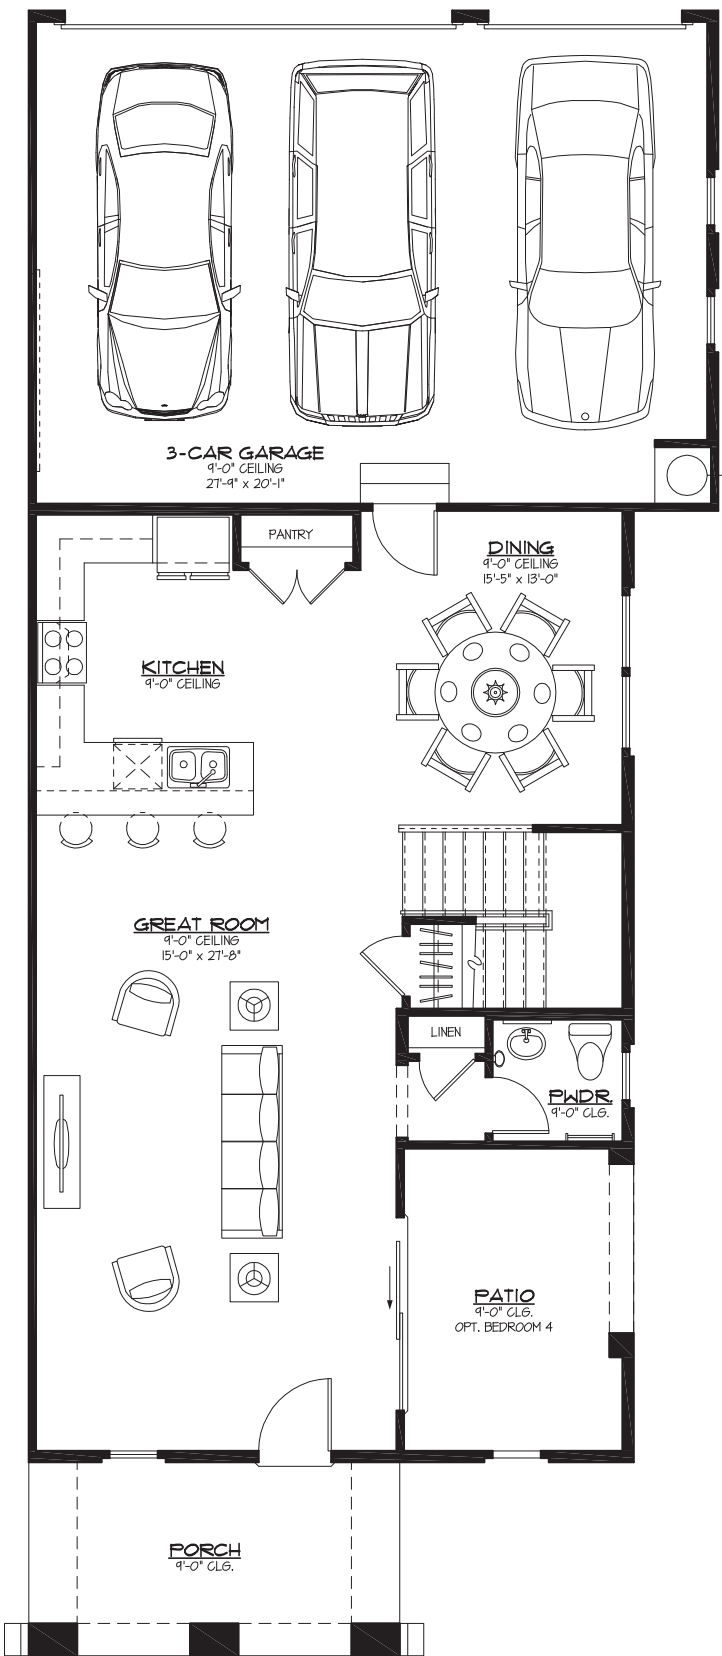 3-CAR GARAGE
9'-0" CEILING
27'-9" x 20'-1"
PANTRY
DINING
9'-0" CEILING
15'-5" x 13'-0"
KITCHEN
9'-0" CEILING
GREAT ROOM
9'-0" CEILING
15'-0" x 27'-8"
LINEN
PWDR.
9'-0" CLG.
PATIO
9'-0" CLG.
OPT. BEDROOM 4
PORCH
9'-0" CLG.